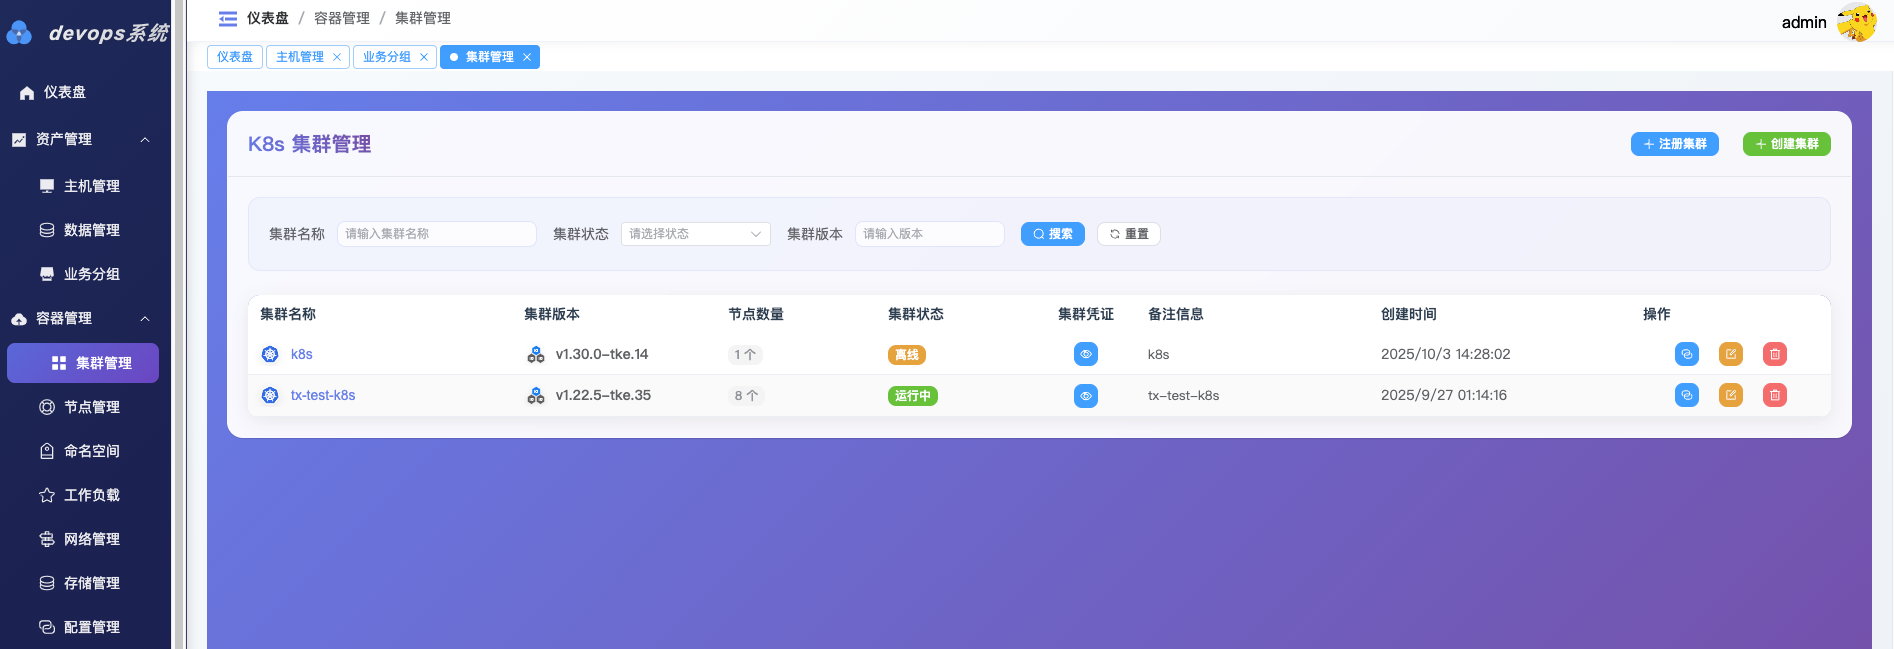 devops系统
仪表盘
资产管理
主机管理
数据管理
业务分组
容器管理
集群管理
节点管理
命名空间
工作负载
网络管理
存储管理
配置管理
仪表盘 / 容器管理 / 集群管理
admin
仪表盘 主机管理 业务分组 集群管理
K8s 集群管理
注册集群 创建集群
集群名称 请输入集群名称 集群状态 请选择状态 集群版本 请输入版本 搜索 重置
集群名称 集群版本 节点数量 集群状态 集群凭证 备注信息 创建时间 操作
k8s v1.30.0-tke.14 1 个 离线 k8s 2025/10/3 14:28:02
tx-test-k8s v1.22.5-tke.35 8 个 运行中 tx-test-k8s 2025/9/27 01:14:16